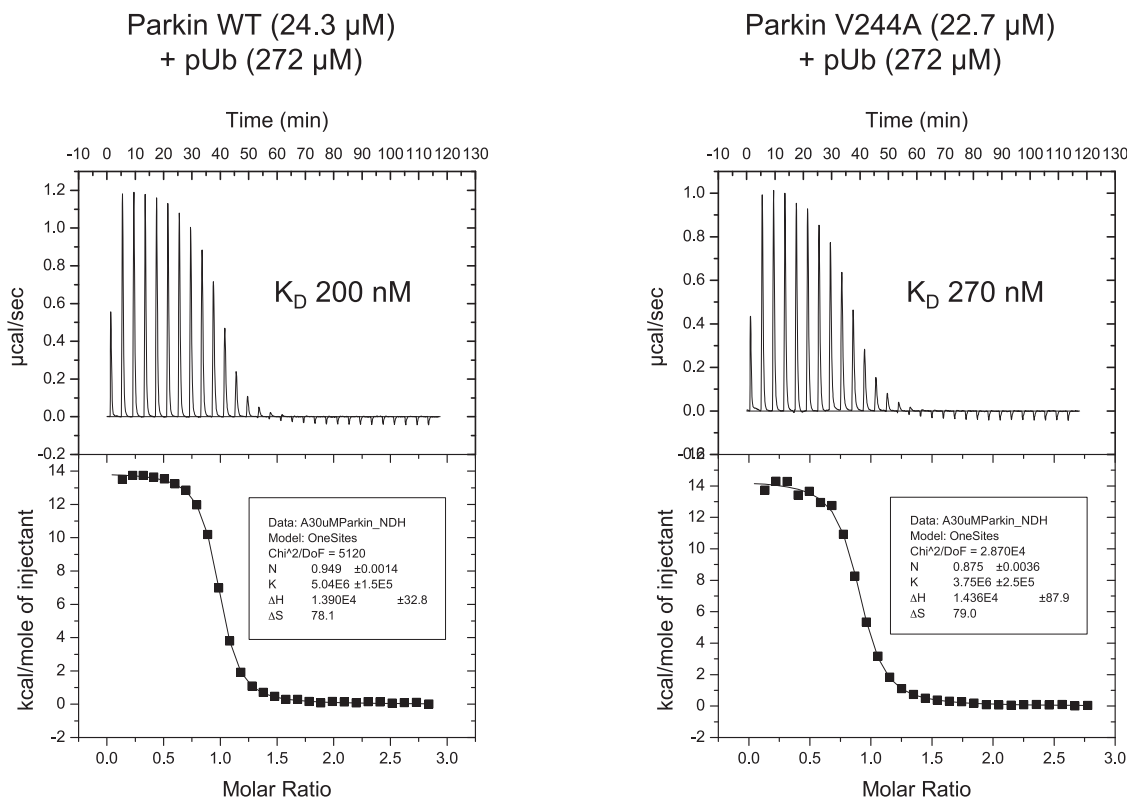 Parkin WT (24.3 µM)
+ pUb (272 µM)
Time (min)
-10 0 10 20 30 40 50 60 70 80 90 100 110 120 130
1.2
1.0
0.8
0.6
0.4
0.2
0.0
-0.2
µcal/sec
K_D 200 nM
14
12
10
8
6
4
2
0
-2
kcal/mole of injectant
Data: A30uMParkin_NDH
Model: OneSites
Chi^2/DoF = 5120
N 0.949 ±0.0014
K 5.04E6 ±1.5E5
ΔH 1.390E4 ±32.8
ΔS 78.1
0.0 0.5 1.0 1.5 2.0 2.5 3.0
Molar Ratio
Parkin V244A (22.7 µM)
+ pUb (272 µM)
Time (min)
-10 0 10 20 30 40 50 60 70 80 90 100 110 120 130
1.0
0.8
0.6
0.4
0.2
0.0
-0.2
µcal/sec
K_D 270 nM
16
14
12
10
8
6
4
2
0
-2
kcal/mole of injectant
Data: A30uMParkin_NDH
Model: OneSites
Chi^2/DoF = 2.870E4
N 0.875 ±0.0036
K 3.75E6 ±2.5E5
ΔH 1.436E4 ±87.9
ΔS 79.0
0.0 0.5 1.0 1.5 2.0 2.5 3.0
Molar Ratio